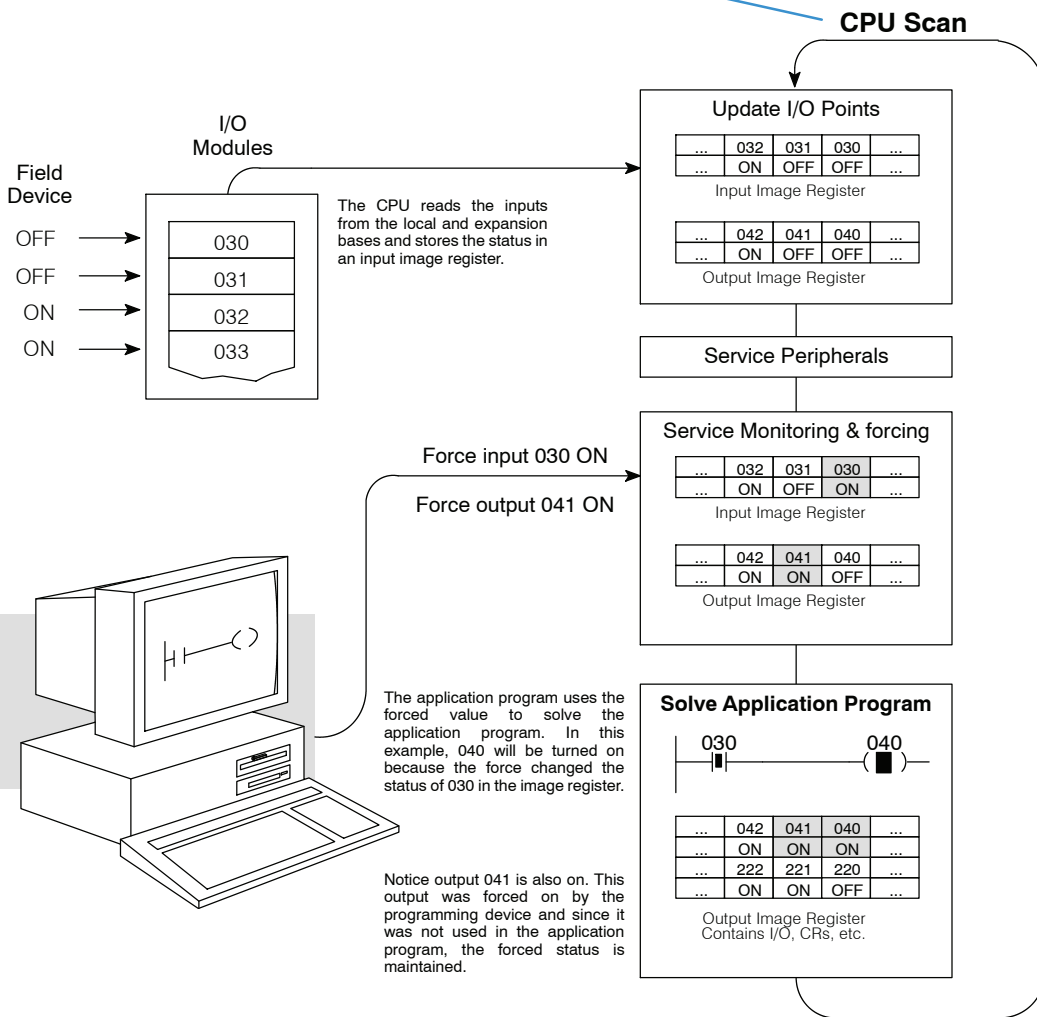 CPU Scan
Update I/O Points
... 032 031 030 ...
... ON OFF OFF ...
Input Image Register
... 042 041 040 ...
... ON OFF OFF ...
Output Image Register
I/O
Modules
Field
Device
OFF
OFF
ON
ON
030
031
032
033
The CPU reads the inputs
from the local and expansion
bases and stores the status in
an input image register.
Service Peripherals
Service Monitoring & forcing
... 032 031 030 ...
... ON OFF ON ...
Input Image Register
... 042 041 040 ...
... ON ON OFF ...
Output Image Register
Force input 030 ON
Force output 041 ON
The application program uses the
forced value to solve the
application program. In this
example, 040 will be turned on
because the force changed the
status of 030 in the image register.
Notice output 041 is also on. This
output was forced on by the
programming device and since it
was not used in the application
program, the forced status is
maintained.
Solve Application Program
030 040
... 042 041 040 ...
... ON ON ON ...
... 222 221 220 ...
... ON ON OFF ...
Output Image Register
Contains I/O, CRs, etc.